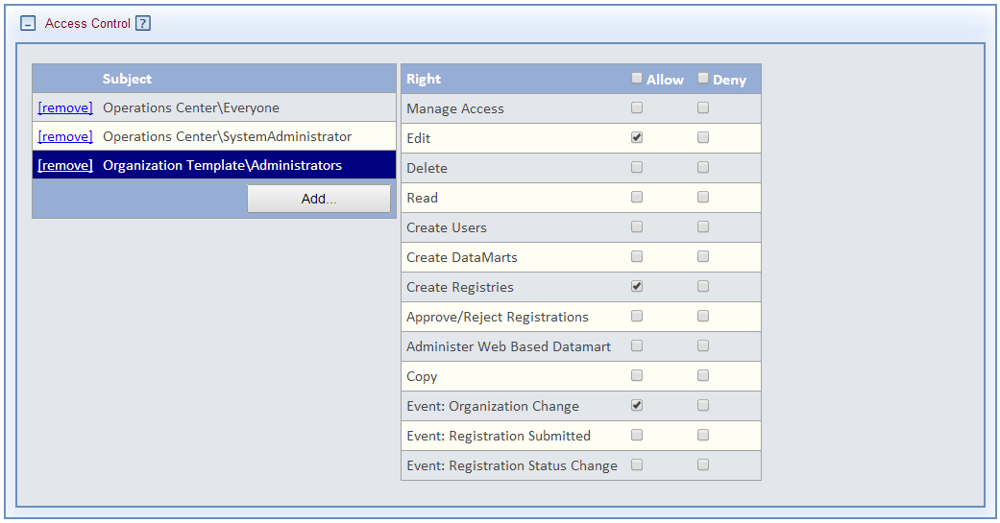 Access Control ?
Subject
[remove] Operations Center\Everyone
[remove] Operations Center\SystemAdministrator
[remove] Organization Template\Administrators
Add...
Right Allow Deny
Manage Access
Edit
Delete
Read
Create Users
Create DataMarts
Create Registries
Approve/Reject Registrations
Administer Web Based Datamart
Copy
Event: Organization Change
Event: Registration Submitted
Event: Registration Status Change